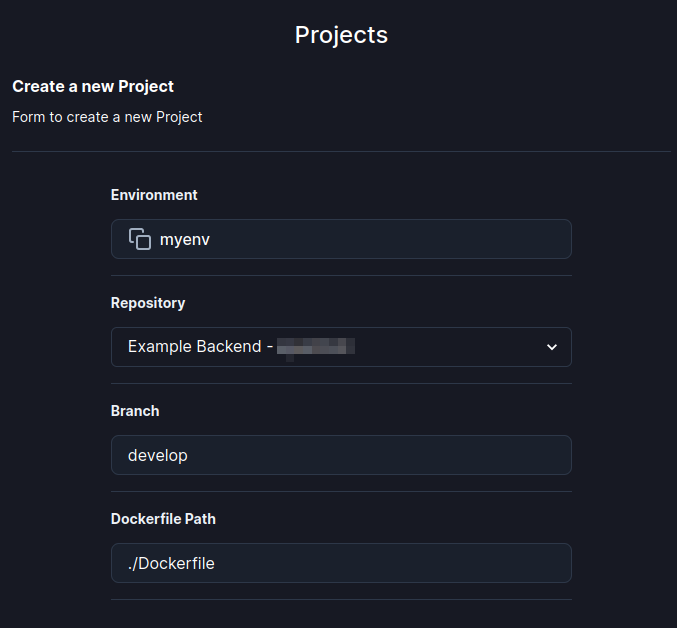 Projects
Create a new Project
Form to create a new Project
Environment
myenv
Repository
Example Backend -
Branch
develop
Dockerfile Path
./Dockerfile